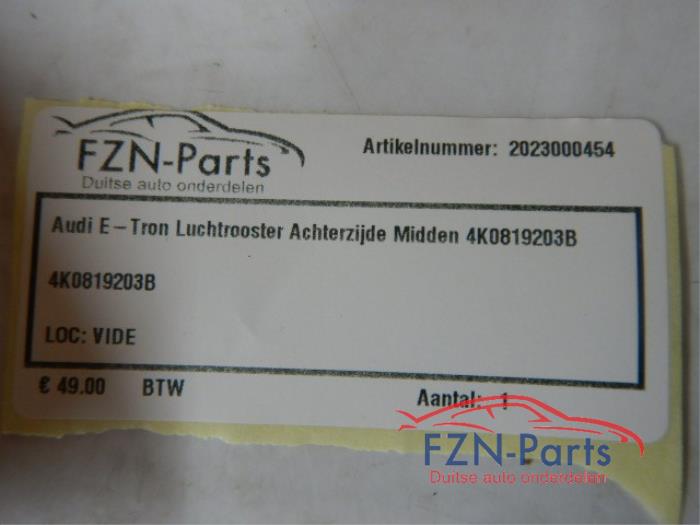 FZN-Parts
Duitse auto onderdelen
Artikelnummer: 2023000454
Audi E-Tron Luchtrooster Achterzijde Midden 4K0819203B
4K0819203B
LOC: VIDE
€ 49.00 BTW
Aantal: 1
FZN-Parts
Duitse auto onderdelen